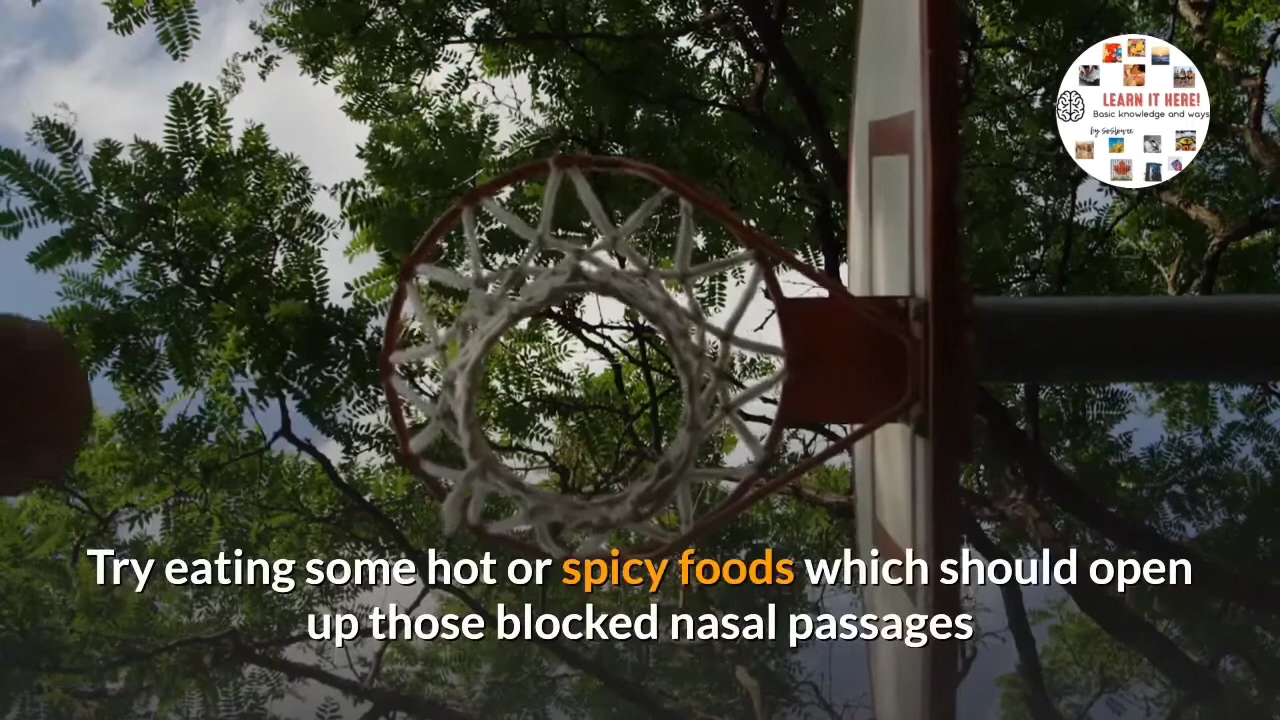 LEARN IT HERE!
Basic knowledge and ways
Try eating some hot or spicy foods which should open
up those blocked nasal passages